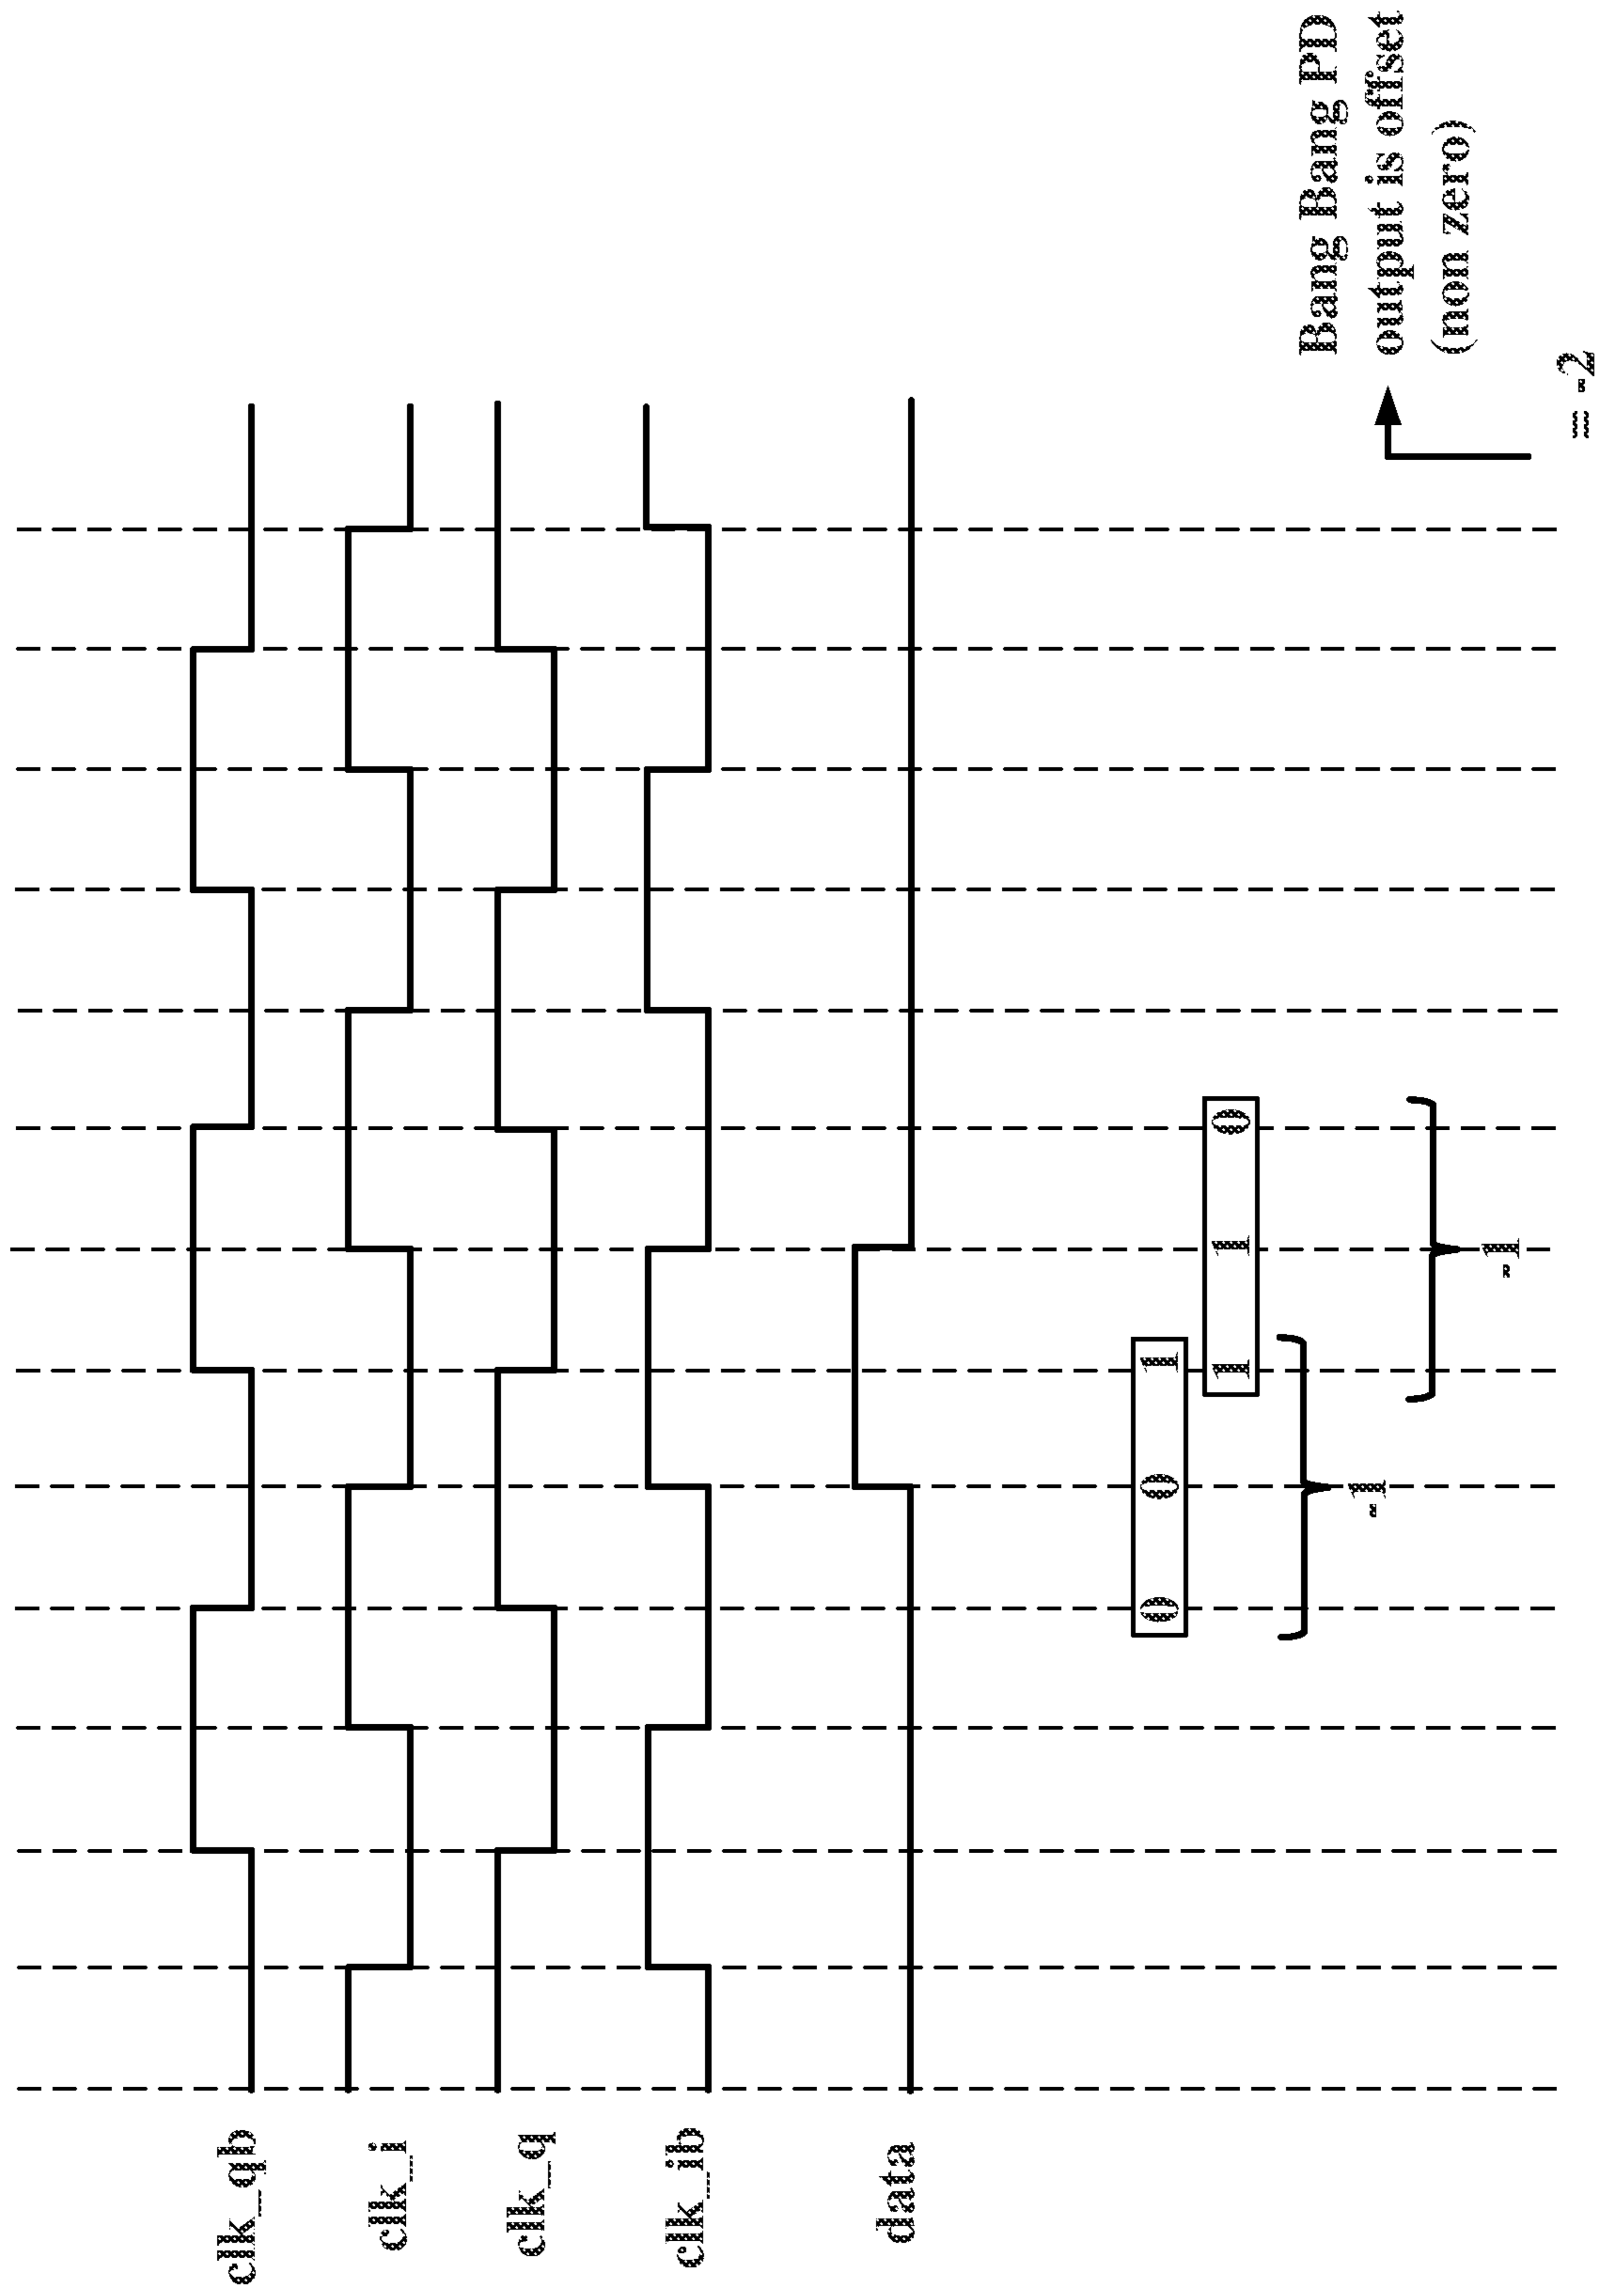 clk_qb
clk_i
clk_q
clk_ib
data
0 0 1
1 1 0
-1
-1
= -2
Bang Bang PD
output is offset
(non zero)